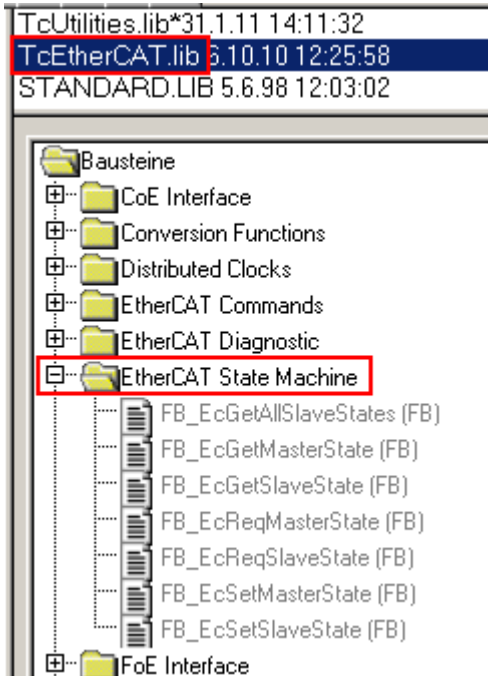 TcUtilities.lib*31.1.11 14:11:32
TcEtherCAT.lib 6.10.10 12:25:58
STANDARD.LIB 5.6.98 12:03:02
Bausteine
CoE Interface
Conversion Functions
Distributed Clocks
EtherCAT Commands
EtherCAT Diagnostic
EtherCAT State Machine
FB_EcGetAllSlaveStates (FB)
FB_EcGetMasterState (FB)
FB_EcGetSlaveState (FB)
FB_EcReqMasterState (FB)
FB_EcReqSlaveState (FB)
FB_EcSetMasterState (FB)
FB_EcSetSlaveState (FB)
FoE Interface